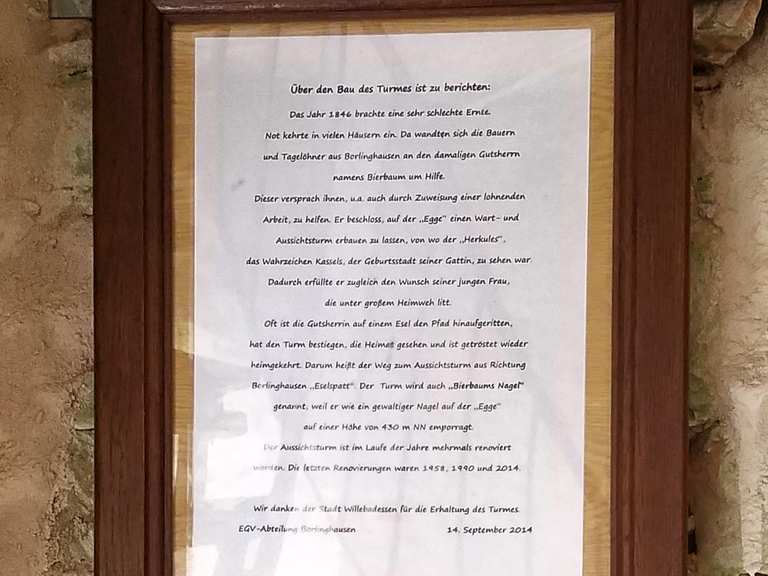 Über den Bau des Turmes ist zu berichten:
Das Jahr 1846 brachte eine sehr schlechte Ernte.
Not kehrte in vielen Häusern ein. Da wandten sich die Bauern
und Tagelöhner aus Borlinghausen an den damaligen Gutsherrn
namens Bierbaum um Hilfe.
Dieser versprach ihnen, u.a. auch durch Zuweisung einer lohnenden
Arbeit, zu helfen. Er beschloss, auf der „Egge“ einen Wart- und
Aussichtsturm erbauen zu lassen, von wo der „Herkules“,
das Wahrzeichen Kassels, der Geburtsstadt seiner Gattin, zu sehen war.
Dadurch erfüllte er zugleich den Wunsch seiner jungen Frau,
die unter großem Heimweh litt.
Oft ist die Gutsherrin auf einem Esel den Pfad hinaufgeritten,
hat den Turm bestiegen, die Heimat gesehen und ist getröstet wieder
heimgekehrt. Darum heißt der Weg zum Aussichtsturm aus Richtung
Borlinghausen „Eselspatt“. Der Turm wird auch „Bierbaums Nagel“
genannt, weil er wie ein gewaltiger Nagel auf der „Egge“
auf einer Höhe von 430 m NN emporragt.
Der Aussichtsturm ist im Laufe der Jahre mehrmals renoviert
worden. Die letzten Renovierungen waren 1958, 1990 und 2014.
Wir danken der Stadt Willebadessen für die Erhaltung des Turmes.
EGV-Abteilung Borlinghausen 14. September 2014